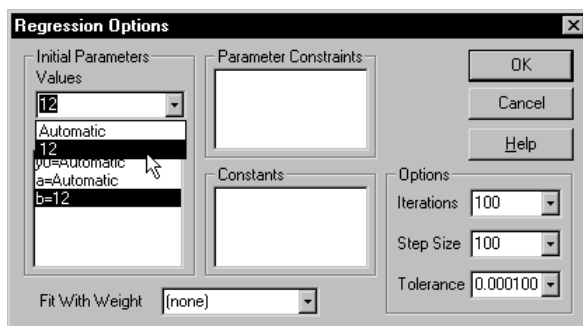 Regression Options
Initial Parameters
Values
12
Automatic
12
y0=Automatic
a=Automatic
b=12
Parameter Constraints
Constants
OK
Cancel
Help
Options
Iterations 100
Step Size 100
Tolerance 0.000100
Fit With Weight (none)